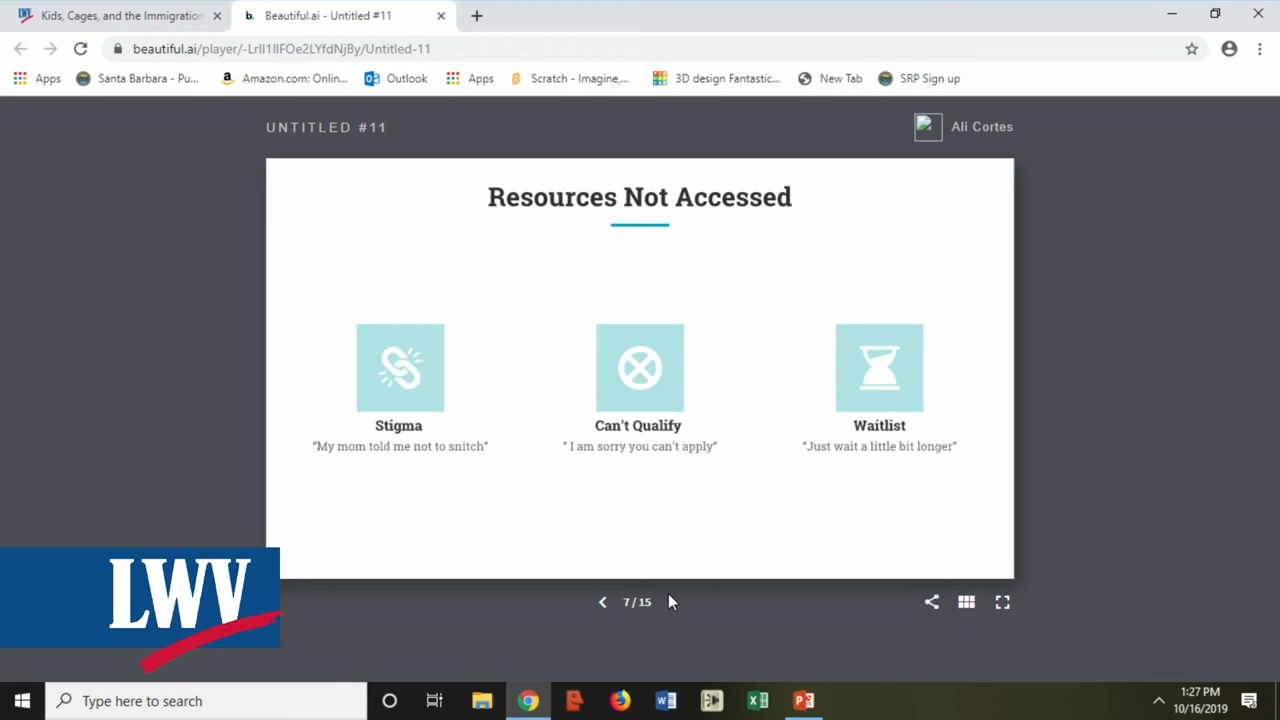 Kids, Cages, and the Immigration
b. Beautiful.ai - Untitled #11
beautiful.ai/player/-LrlI1lIFOe2LYfdNjBy/Untitled-11
Apps Santa Barbara - Pu... Amazon.com: Onlin... Outlook Apps Scratch - Imagine,... 3D design Fantastic... New Tab SRP Sign up
UNTITLED #11
Ali Cortes
Resources Not Accessed
Stigma
“My mom told me not to snitch”
Can't Qualify
“ I am sorry you can't apply”
Waitlist
“Just wait a little bit longer”
7 / 15
LWV
Type here to search
1:27 PM
10/16/2019